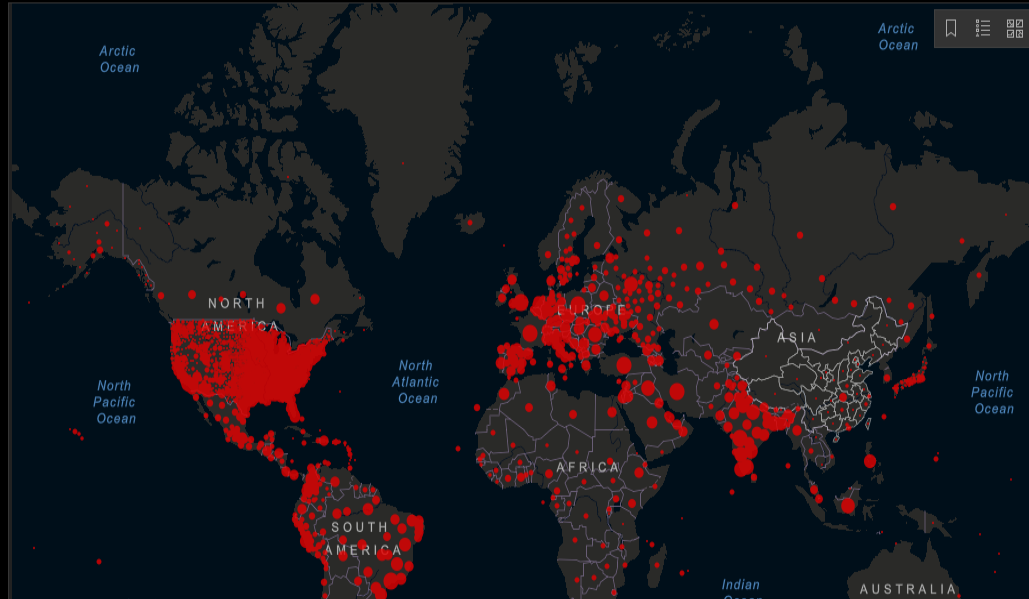 Arctic
Ocean
Arctic
Ocean
NORTH
AMERICA
EUROPE
ASIA
North
Pacific
Ocean
North
Atlantic
Ocean
North
Pacific
Ocean
AFRICA
SOUTH
AMERICA
Indian
AUSTRALIA